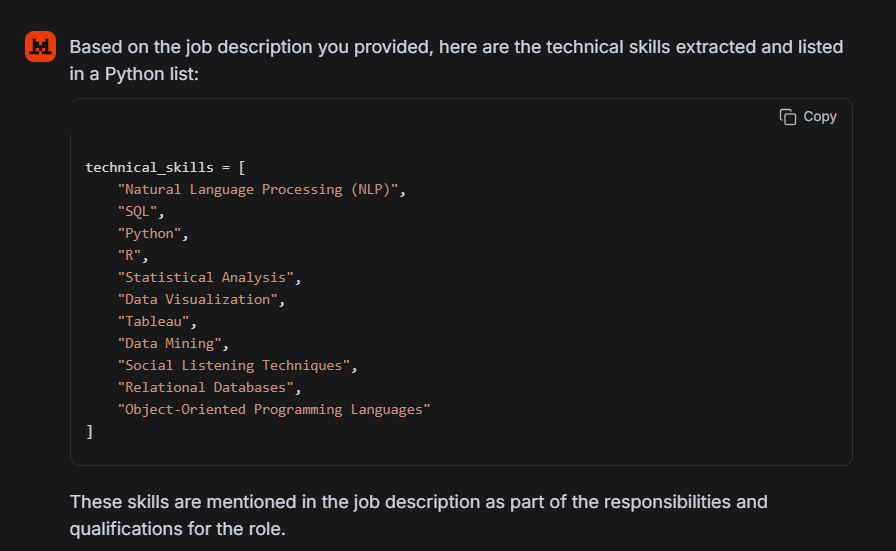 Based on the job description you provided, here are the technical skills extracted and listed
in a Python list:
Copy
technical_skills = [
    "Natural Language Processing (NLP)",
    "SQL",
    "Python",
    "R",
    "Statistical Analysis",
    "Data Visualization",
    "Tableau",
    "Data Mining",
    "Social Listening Techniques",
    "Relational Databases",
    "Object-Oriented Programming Languages"
]
These skills are mentioned in the job description as part of the responsibilities and
qualifications for the role.